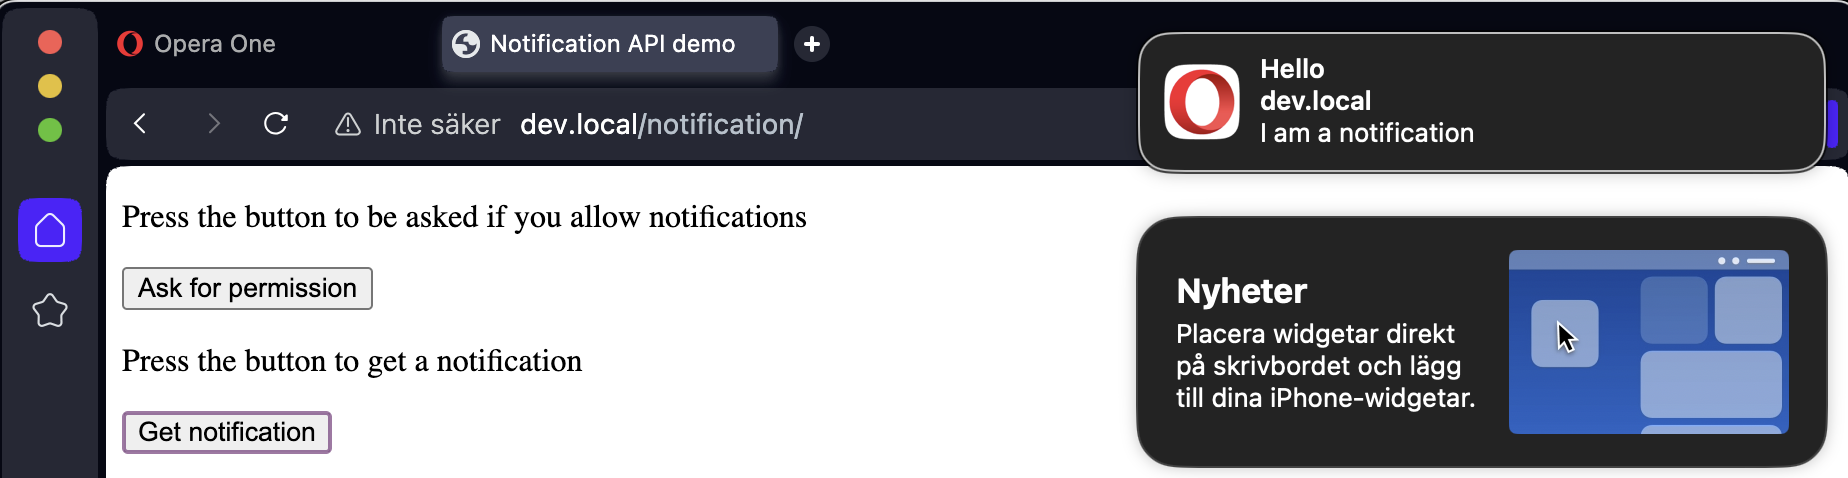 Opera One
Notification API demo
Inte säker dev.local/notification/
Hello
dev.local
I am a notification
Press the button to be asked if you allow notifications
Ask for permission
Press the button to get a notification
Get notification
Nyheter
Placera widgetar direkt
på skrivbordet och lägg
till dina iPhone-widgetar.